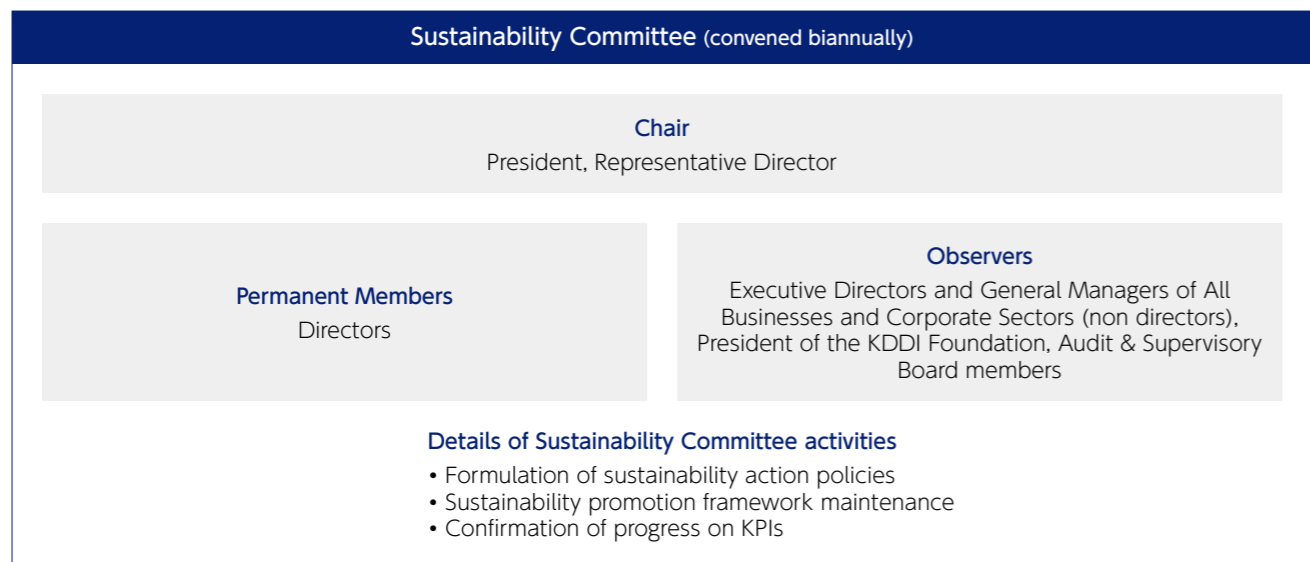 Sustainability Committee (convened biannually)
Chair
President, Representative Director
Permanent Members
Directors
Observers
Executive Directors and General Managers of All
Businesses and Corporate Sectors (non directors),
President of the KDDI Foundation, Audit & Supervisory
Board members
Details of Sustainability Committee activities
• Formulation of sustainability action policies
• Sustainability promotion framework maintenance
• Confirmation of progress on KPIs